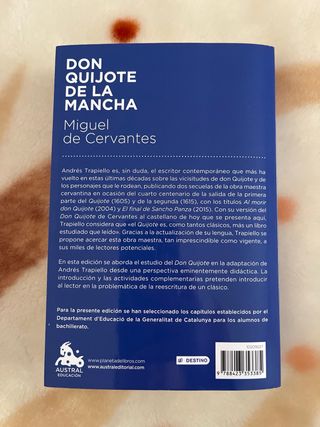 DON
QUIJOTE
DE LA
MANCHA
Miguel
de Cervantes
Andrés Trapiello es, sin duda, el escritor contemporáneo que más ha
vuelto en estas últimas décadas sobre las vicisitudes de don Quijote y de
los personajes que le rodean, publicando dos secuelas de la obra maestra
cervantina en ocasión del cuarto centenario de la salida de la primera
parte del Quijote (1605) y de la segunda (1615), con los títulos Al morir
don Quijote (2004) y El final de Sancho Panza (2015). Con su versión del
Don Quijote de Cervantes al castellano de hoy que se presenta aquí,
Trapiello considera que «el Quijote es, como tantos clásicos, más un libro
estudiado que leído». Gracias a la actualización de su lengua, Trapiello se
propone acercar esta obra maestra, tan imprescindible como vigente, a
sus miles de lectores potenciales.
En esta edición se aborda el estudio del Don Quijote en la adaptación de
Andrés Trapiello desde una perspectiva eminentemente didáctica. La
introducción y las actividades complementarias pretenden introducir
al lector en la problemática de la reescritura de un clásico.
Para la presente edición se han seleccionado los capítulos establecidos por el
Departament d'Educació de la Generalitat de Catalunya para los alumnos de
bachillerato.
AUSTRAL
EDUCACIÓN
www.planetadelibros.com
www.australeditorial.com
DESTINO
9 788423 353385